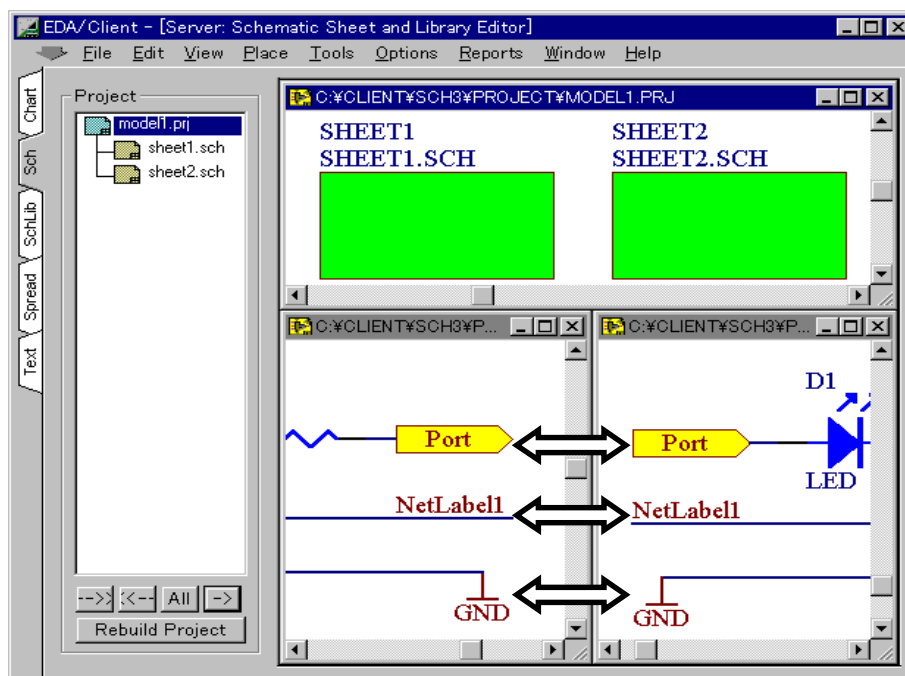 EDA/Client - [Server: Schematic Sheet and Library Editor]
File Edit View Place Tools Options Reports Window Help
Chart
Sch
SchLib
Spread
Text
Project
model1.prj
sheet1.sch
sheet2.sch
-->> <<-- All ->
Rebuild Project
C:¥CLIENT¥SCH3¥PROJECT¥MODEL1.PRJ
SHEET1
SHEET1.SCH
SHEET2
SHEET2.SCH
C:¥CLIENT¥SCH3¥P...
Port
NetLabel1
GND
C:¥CLIENT¥SCH3¥P...
D1
Port
LED
NetLabel1
GND